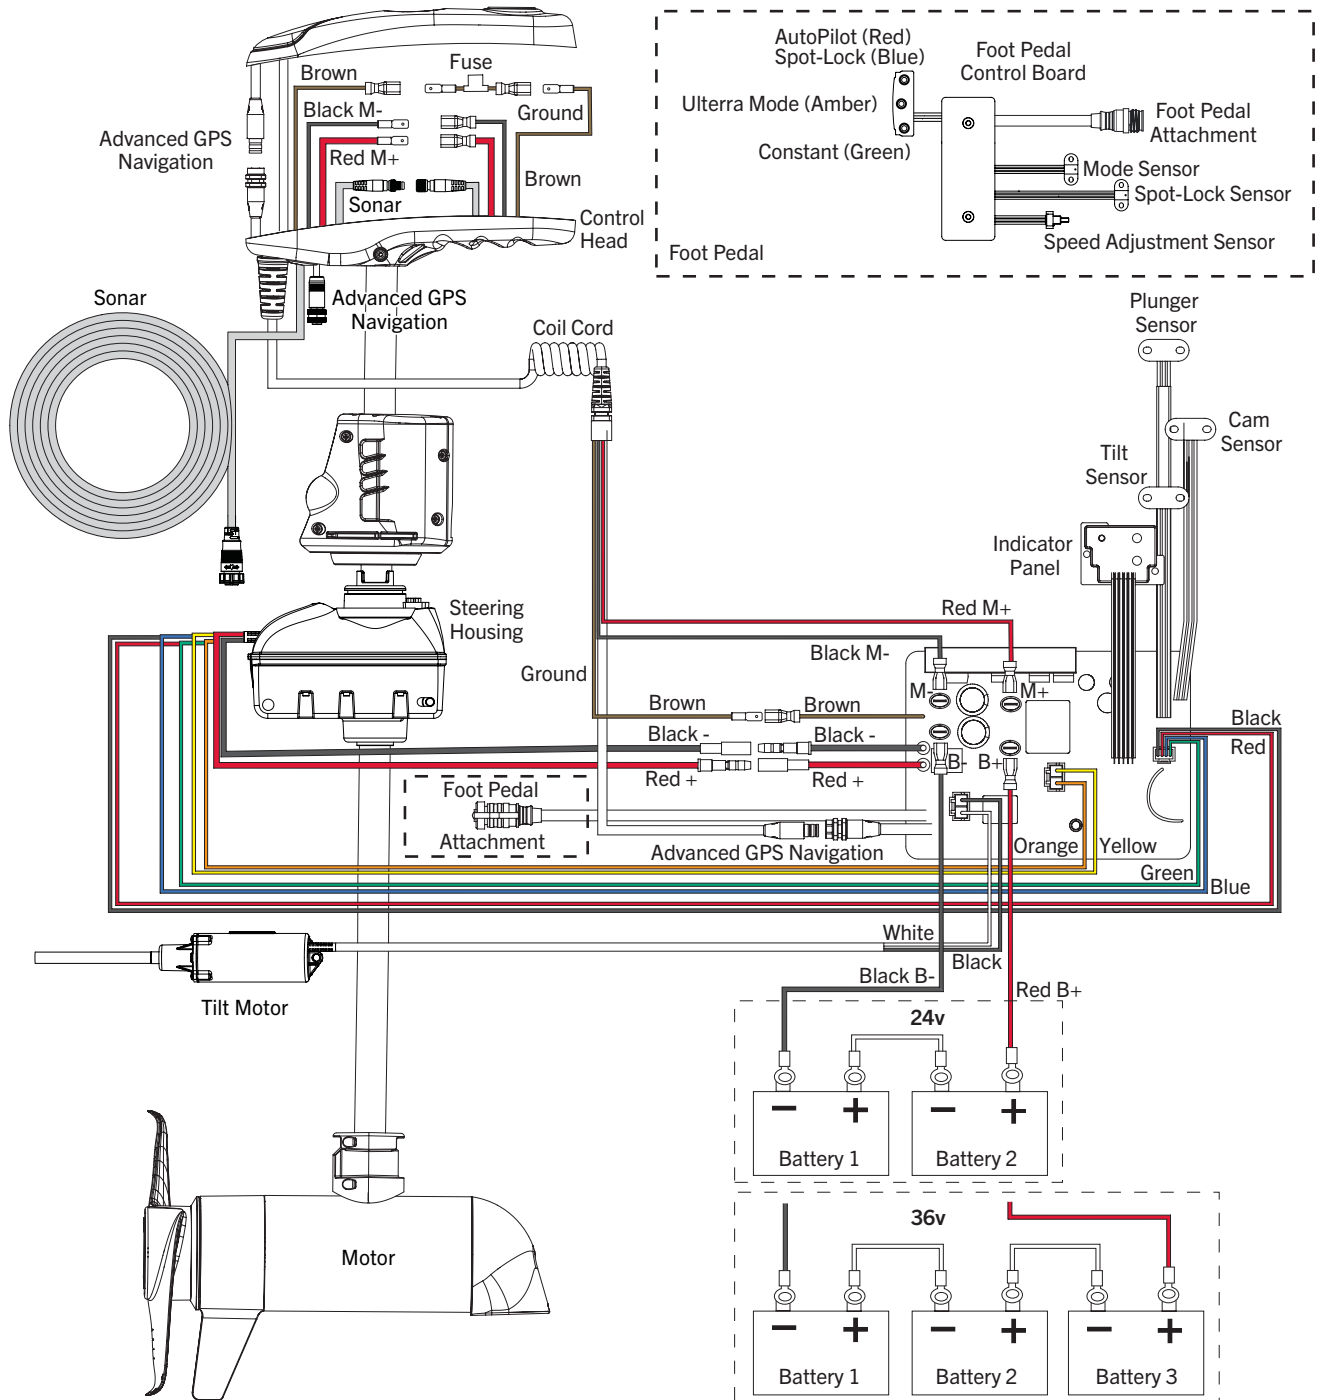 AutoPilot (Red)
Spot-Lock (Blue)
Foot Pedal
Control Board
Ulterra Mode (Amber)
Foot Pedal
Attachment
Constant (Green)
Mode Sensor
Spot-Lock Sensor
Speed Adjustment Sensor
Foot Pedal
Brown
Fuse
Black M-
Ground
Advanced GPS
Navigation
Red M+
Brown
Sonar
Control
Head
Sonar
Advanced GPS
Navigation
Coil Cord
Plunger
Sensor
Cam
Sensor
Tilt
Sensor
Indicator
Panel
Steering
Housing
Red M+
Black M-
Ground
M-
M+
Brown
Brown
Black
Red
Black -
Black -
B-
B+
Red +
Red +
Foot Pedal
Attachment
Advanced GPS Navigation
Orange
Yellow
Green
Blue
White
Black
Black B-
Red B+
Tilt Motor
24v
− + − +
Battery 1
Battery 2
36v
Motor
− + − + − +
Battery 1
Battery 2
Battery 3